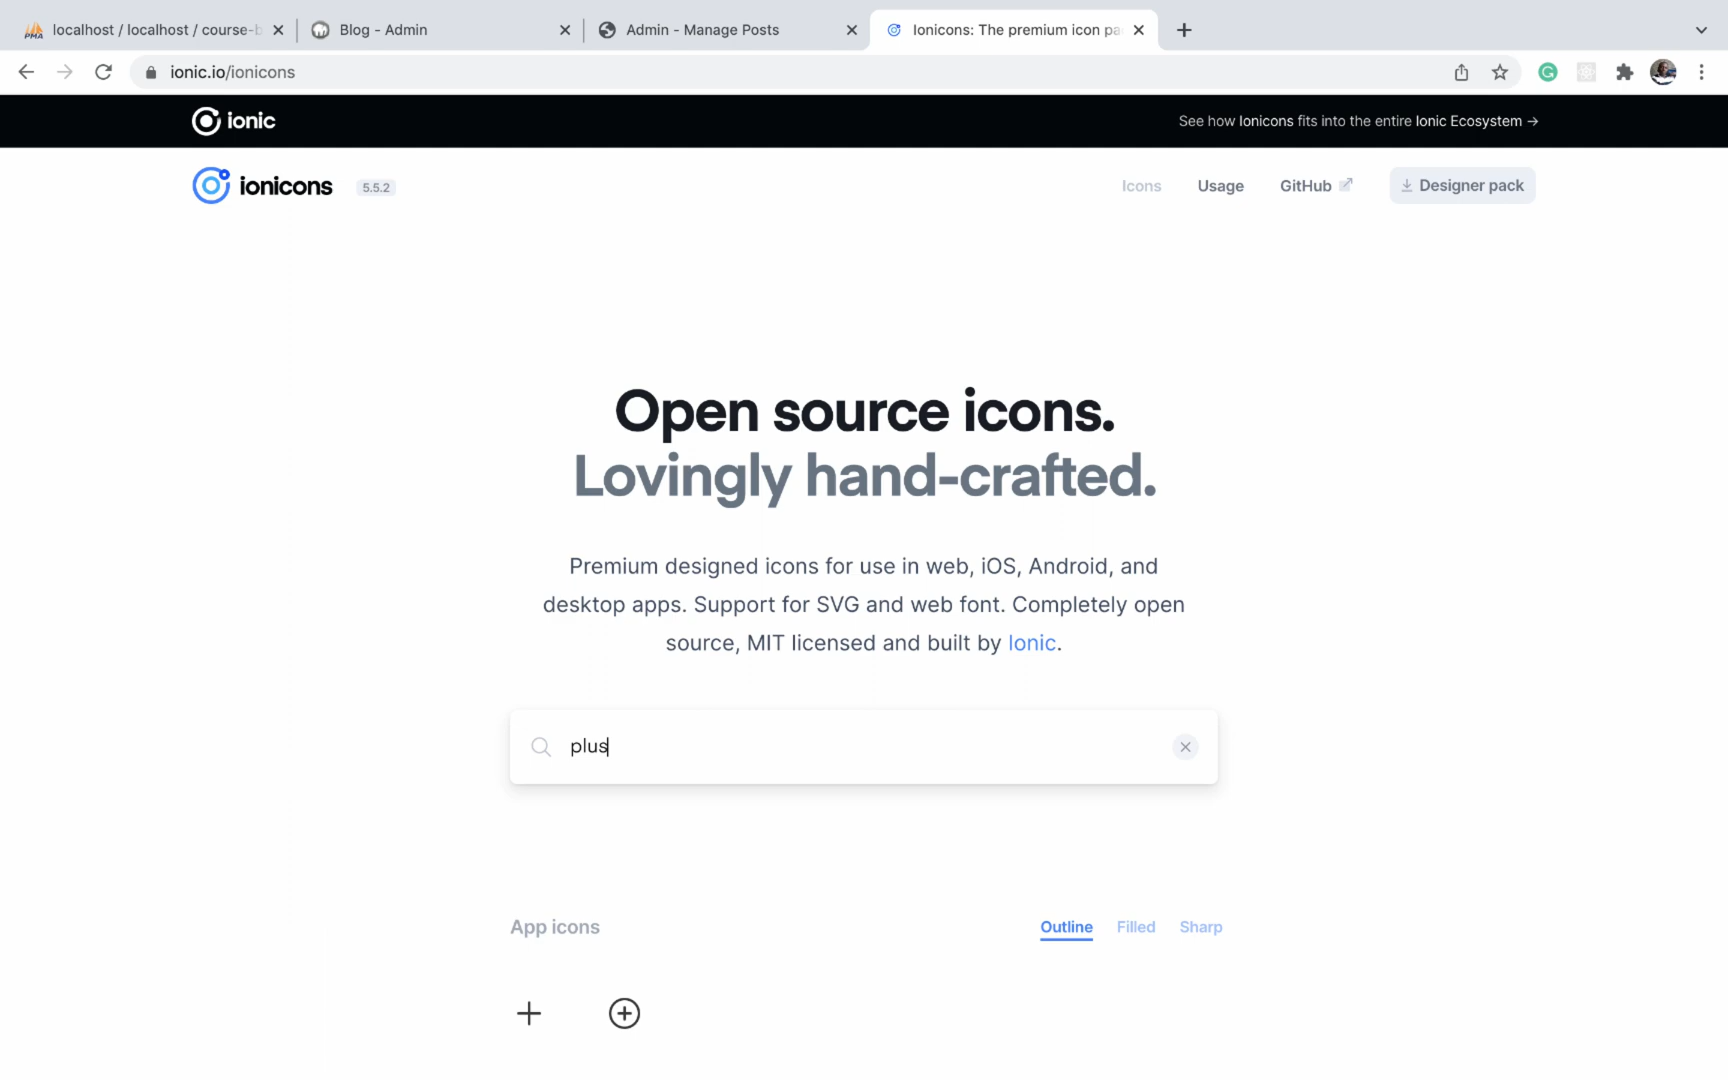 localhost / localhost / course-b
Blog - Admin
Admin - Manage Posts
Ionicons: The premium icon pa
ionic.io/ionicons
ionic
See how Ionicons fits into the entire Ionic Ecosystem →
ionicons
5.5.2
Icons
Usage
GitHub
Designer pack
Open source icons.
Lovingly hand-crafted.
Premium designed icons for use in web, iOS, Android, and
desktop apps. Support for SVG and web font. Completely open
source, MIT licensed and built by Ionic.
plus
App icons
Outline
Filled
Sharp